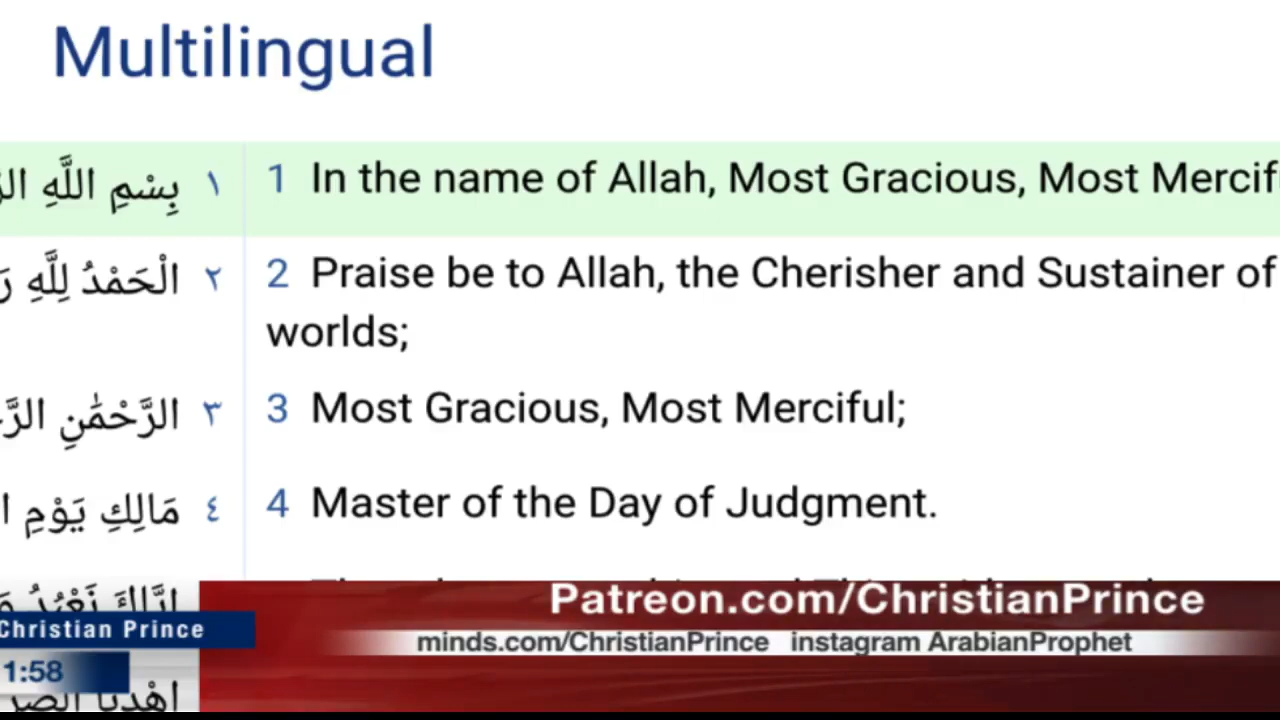 Multilingual
بِسْمِ اللَّهِ ١
1 In the name of Allah, Most Gracious, Most
الْحَمْدُ لِلَّهِ ٢
2 Praise be to Allah, the Cherisher and Sustainer of
worlds;
الرَّحْمَٰنِ ٣
3 Most Gracious, Most Merciful;
مَالِكِ يَوْمِ ٤
4 Master of the Day of Judgment.
Patreon.com/ChristianPrince
Christian Prince
minds.com/ChristianPrince instagram ArabianProphet
1:58